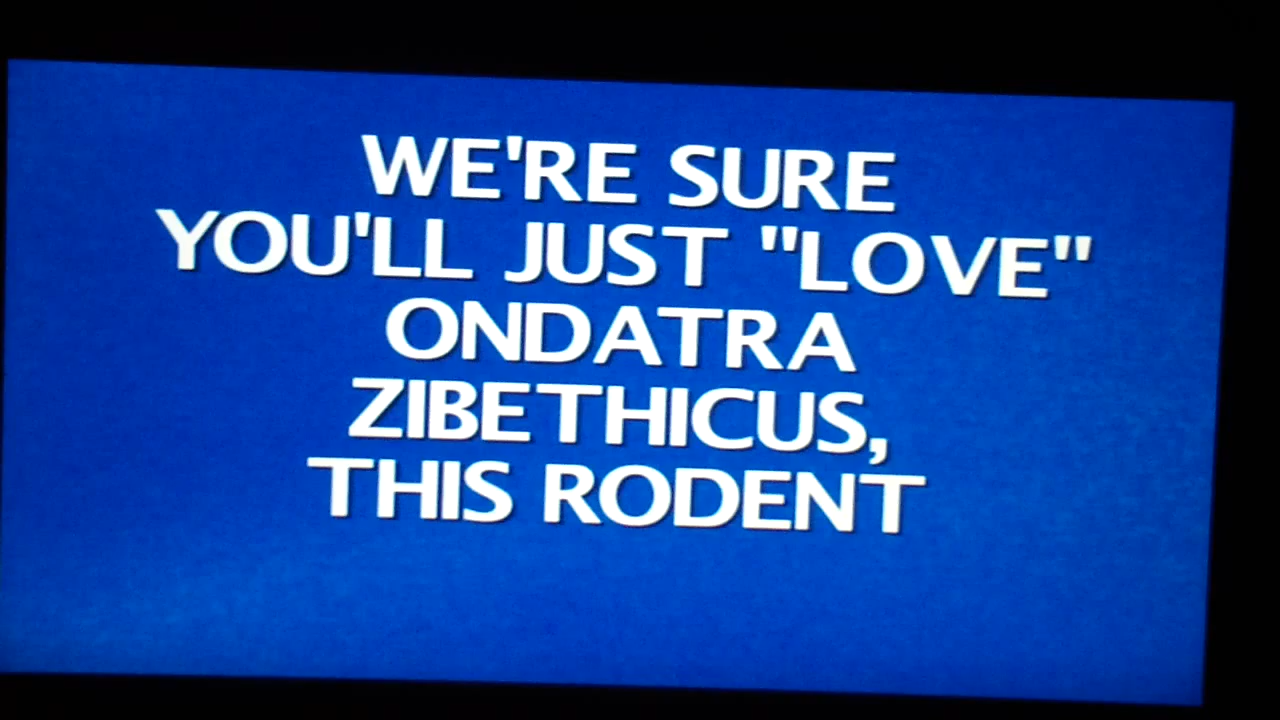 WE'RE SURE
YOU'LL JUST "LOVE"
ONDATRA
ZIBETHICUS,
THIS RODENT